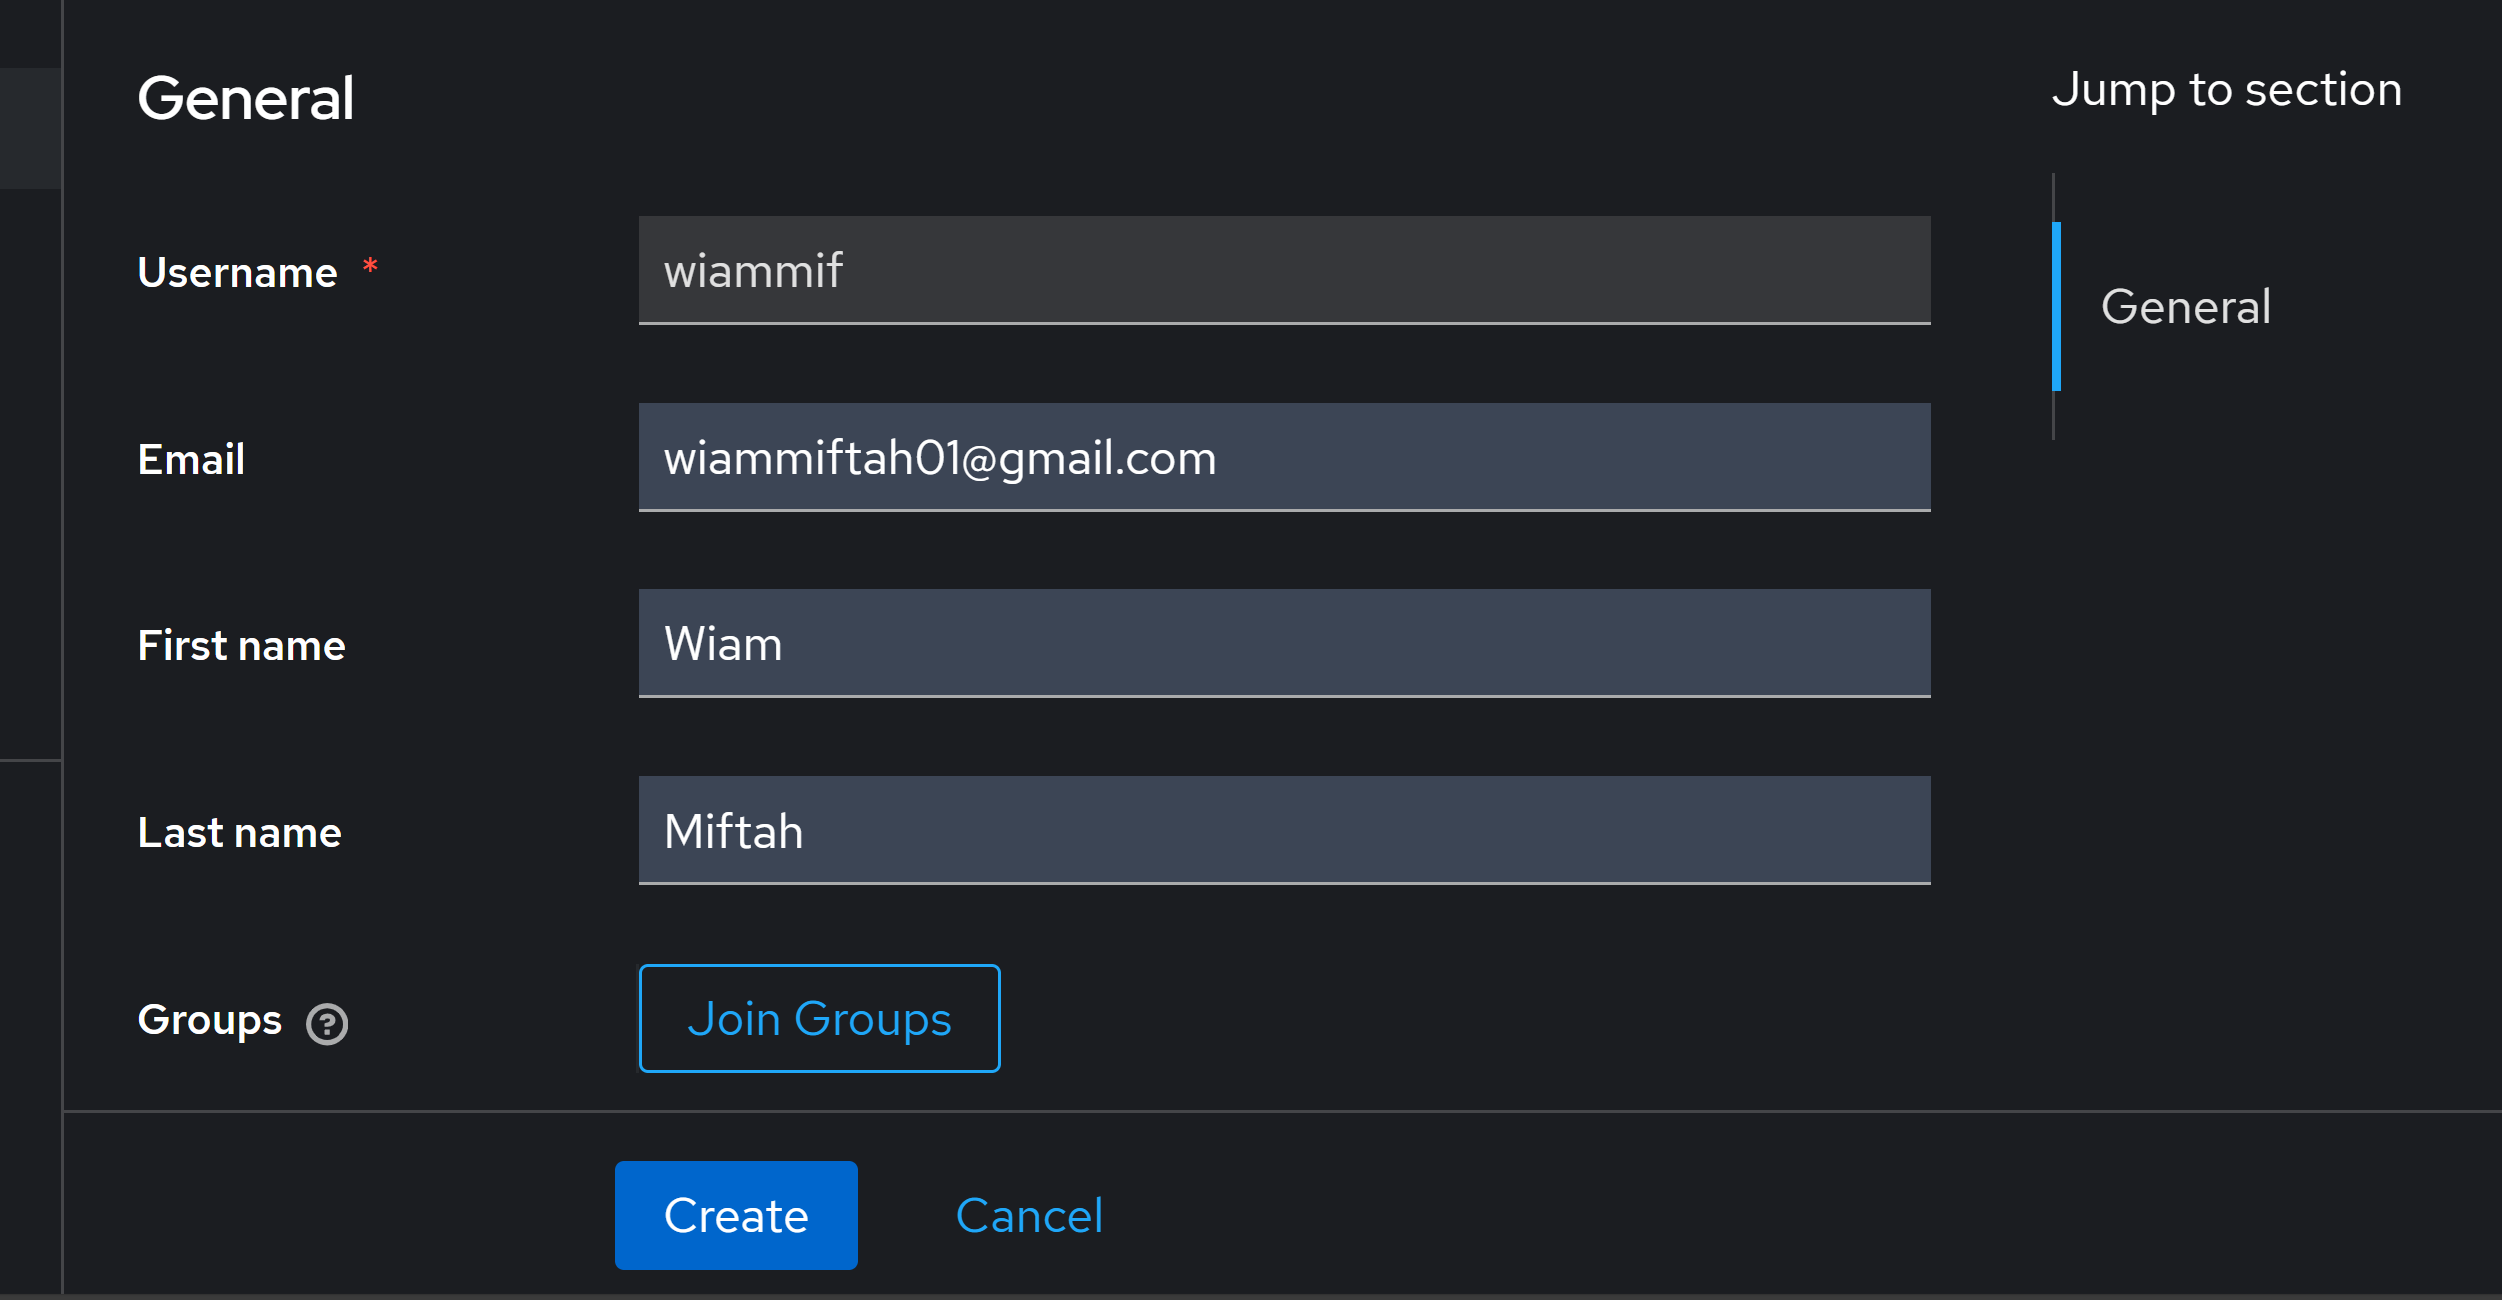 General
Jump to section
General
Username *
wiammif
Email
wiammiftah01@gmail.com
First name
Wiam
Last name
Miftah
Groups ?
Join Groups
Create
Cancel